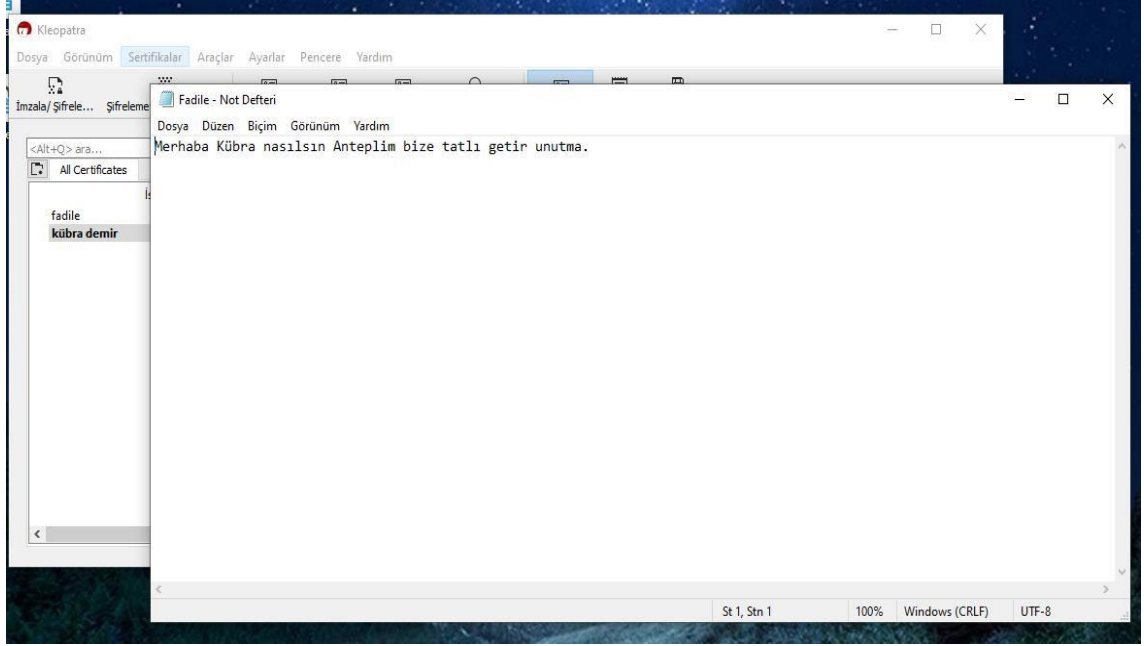 Kleopatra
Dosya Görünüm Sertifikalar Araçlar Ayarlar Pencere Yardım
İmzala/Şifrele... Şifreleme
<Alt+Q> ara...
All Certificates
fadile
kübra demir
Fadile - Not Defteri
Dosya Düzen Biçim Görünüm Yardım
Merhaba Kübra nasılsın Anteplim bize tatlı getir unutma.
St 1, Stn 1 100% Windows (CRLF) UTF-8